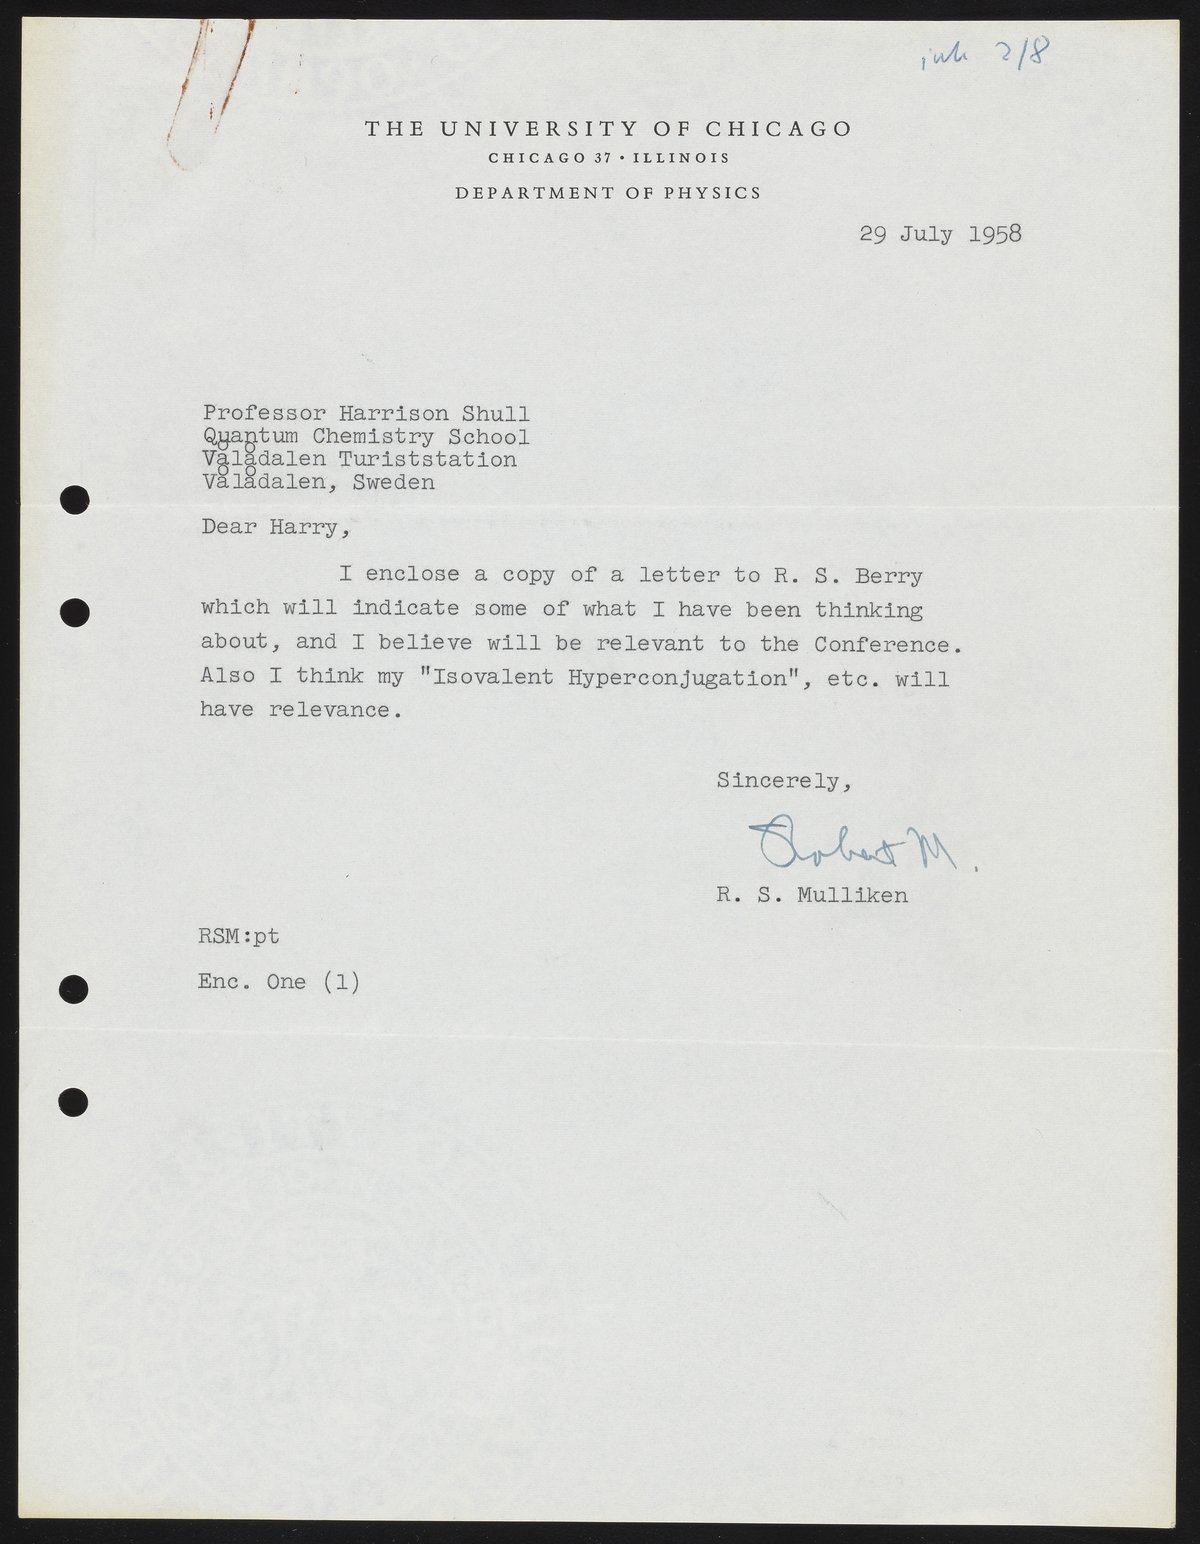 ink 2/8
THE UNIVERSITY OF CHICAGO
CHICAGO 37 • ILLINOIS
DEPARTMENT OF PHYSICS
29 July 1958
Professor Harrison Shull
Quantum Chemistry School
Vålådalen Turiststation
Vålådalen, Sweden
Dear Harry,
I enclose a copy of a letter to R. S. Berry
which will indicate some of what I have been thinking
about, and I believe will be relevant to the Conference.
Also I think my "Isovalent Hyperconjugation", etc. will
have relevance.
Sincerely,
Robert M.
R. S. Mulliken
RSM:pt
Enc. One (1)